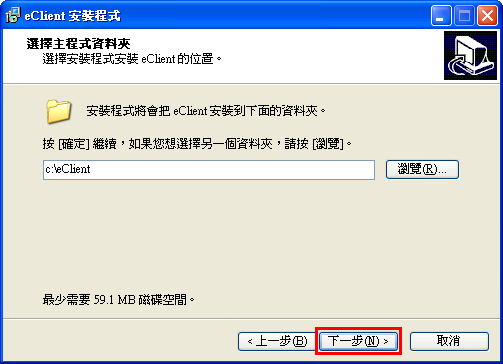 eClient 安裝程式
選擇主程式資料夾
選擇安裝程式安裝 eClient 的位置。
安裝程式將會把 eClient 安裝到下面的資料夾。
按 [確定] 繼續，如果您想選擇另一個資料夾，請按 [瀏覽]。
c:\eClient
瀏覽(R)...
最少需要 59.1 MB 磁碟空間。
< 上一步(B)
下一步(N) >
取消